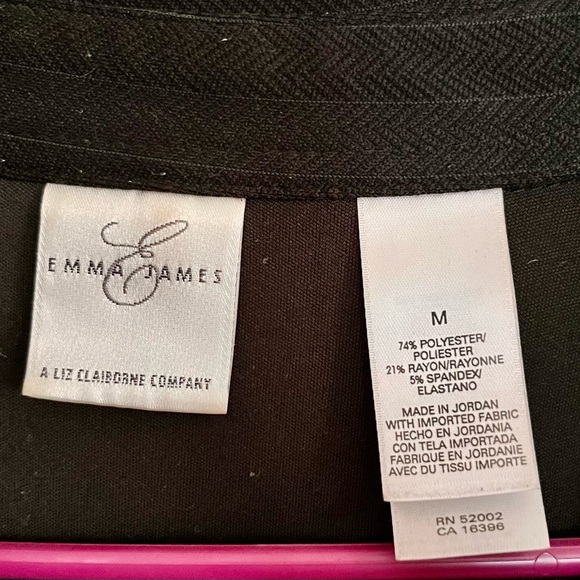 E
EMMA JAMES
A LIZ CLAIBORNE COMPANY
M
74% POLYESTER/
POLIESTER
21% RAYON/RAYONNE
5% SPANDEX/
ELASTANO
MADE IN JORDAN
WITH IMPORTED FABRIC
HECHO EN JORDANIA
CON TELA IMPORTADA
FABRIQUE EN JORDANIE
AVEC DU TISSU IMPORTE
RN 52002
CA 16396